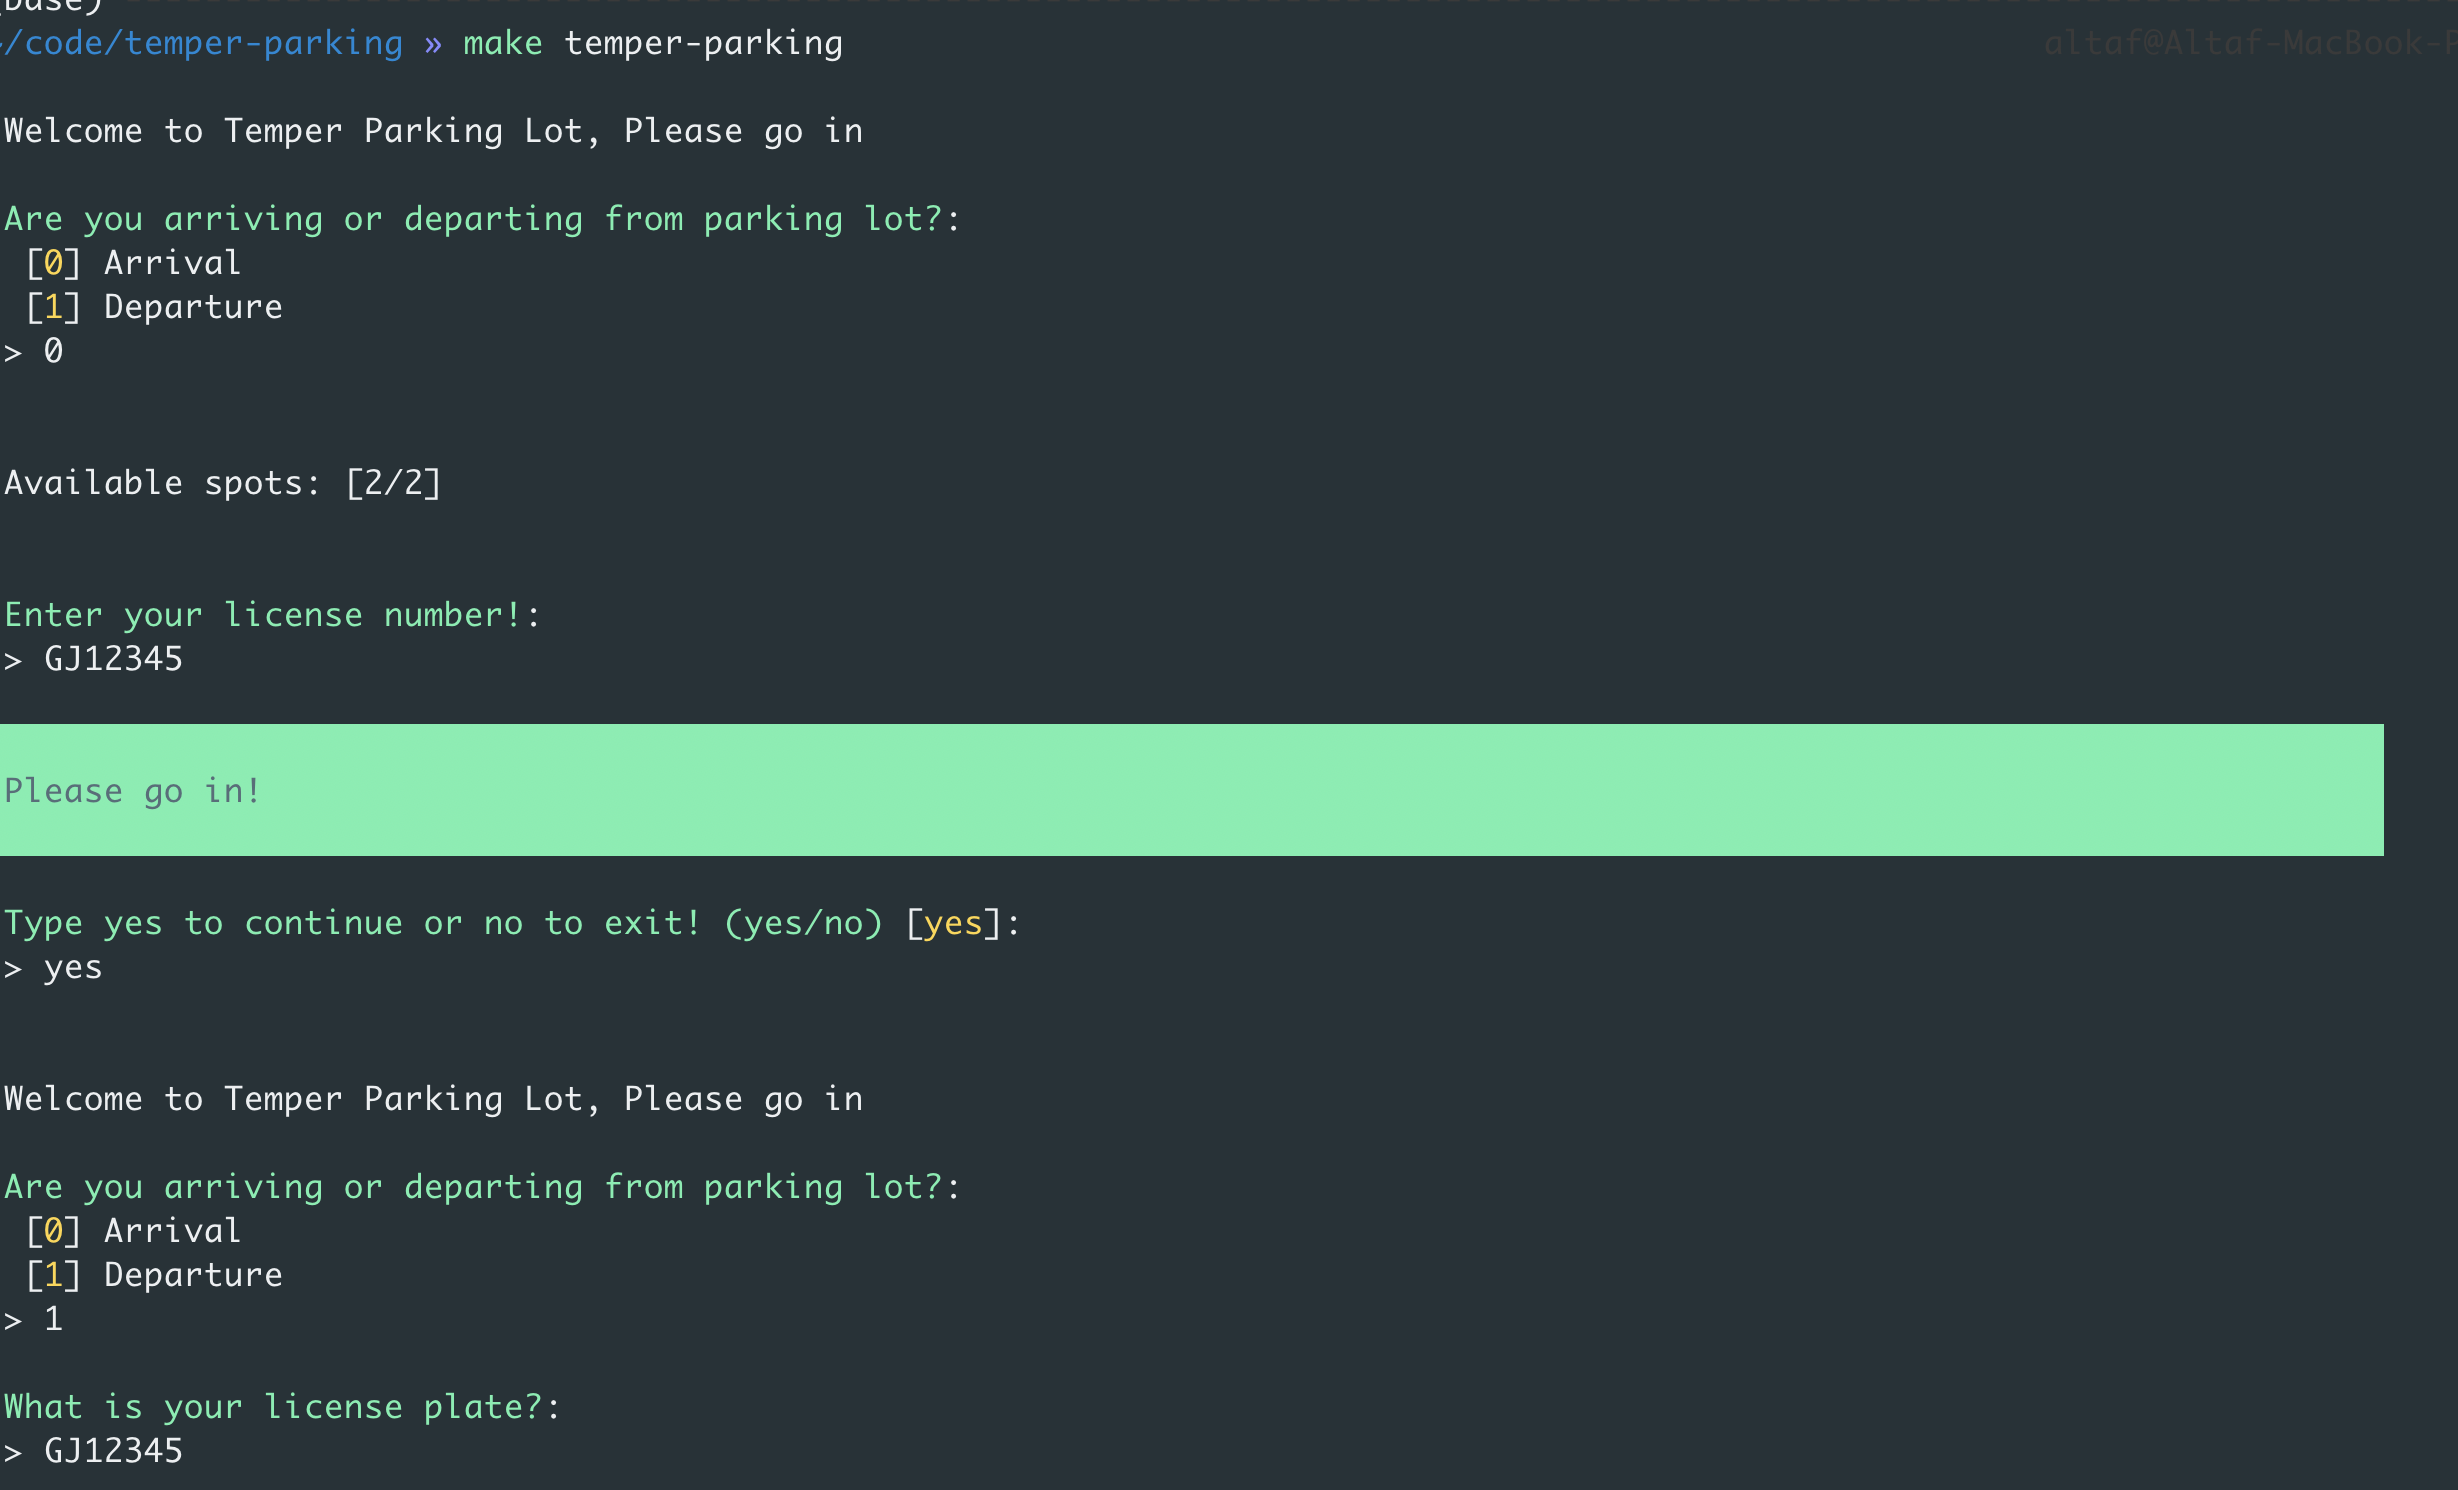 /code/temper-parking » make temper-parking altaf@Altaf-MacBook-P
Welcome to Temper Parking Lot, Please go in
Are you arriving or departing from parking lot?:
[0] Arrival
[1] Departure
> 0
Available spots: [2/2]
Enter your license number!:
> GJ12345
Please go in!
Type yes to continue or no to exit! (yes/no) [yes]:
> yes
Welcome to Temper Parking Lot, Please go in
Are you arriving or departing from parking lot?:
[0] Arrival
[1] Departure
> 1
What is your license plate?:
> GJ12345